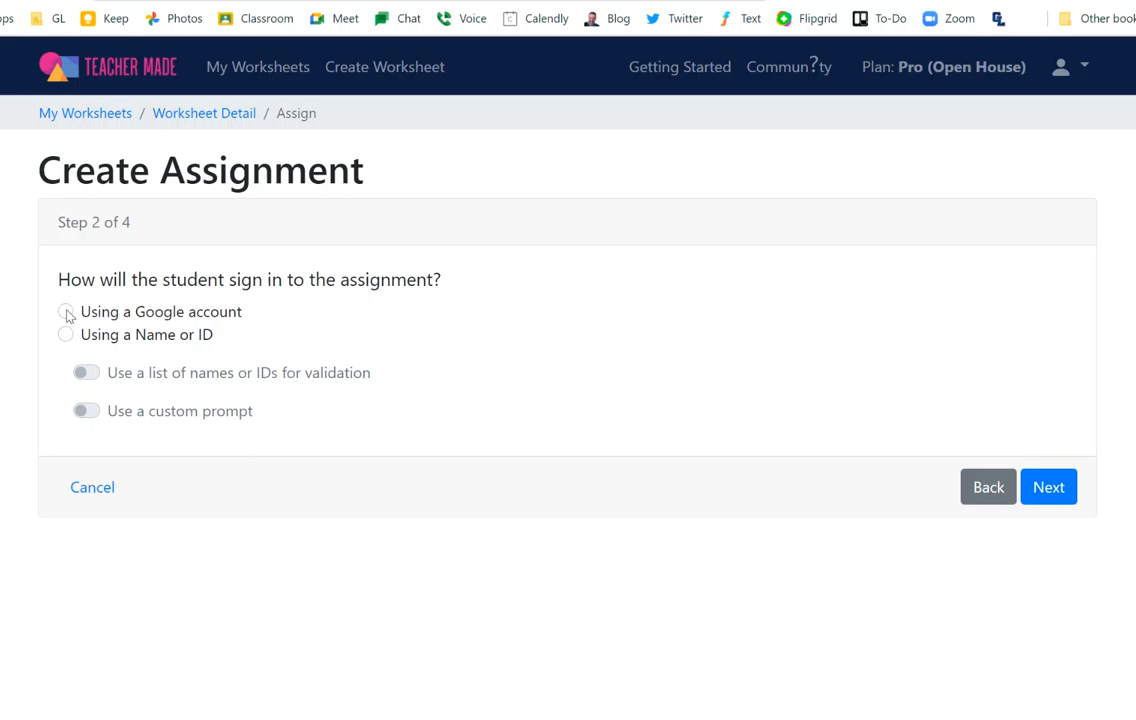 GL Keep Photos Classroom Meet Chat Voice Calendly Blog Twitter Text Flipgrid To-Do Zoom
TEACHER MADE My Worksheets Create Worksheet Getting Started Commun?ty Plan: Pro (Open House)
My Worksheets / Worksheet Detail / Assign
Create Assignment
Step 2 of 4
How will the student sign in to the assignment?
Using a Google account
Using a Name or ID
Use a list of names or IDs for validation
Use a custom prompt
Cancel Back Next